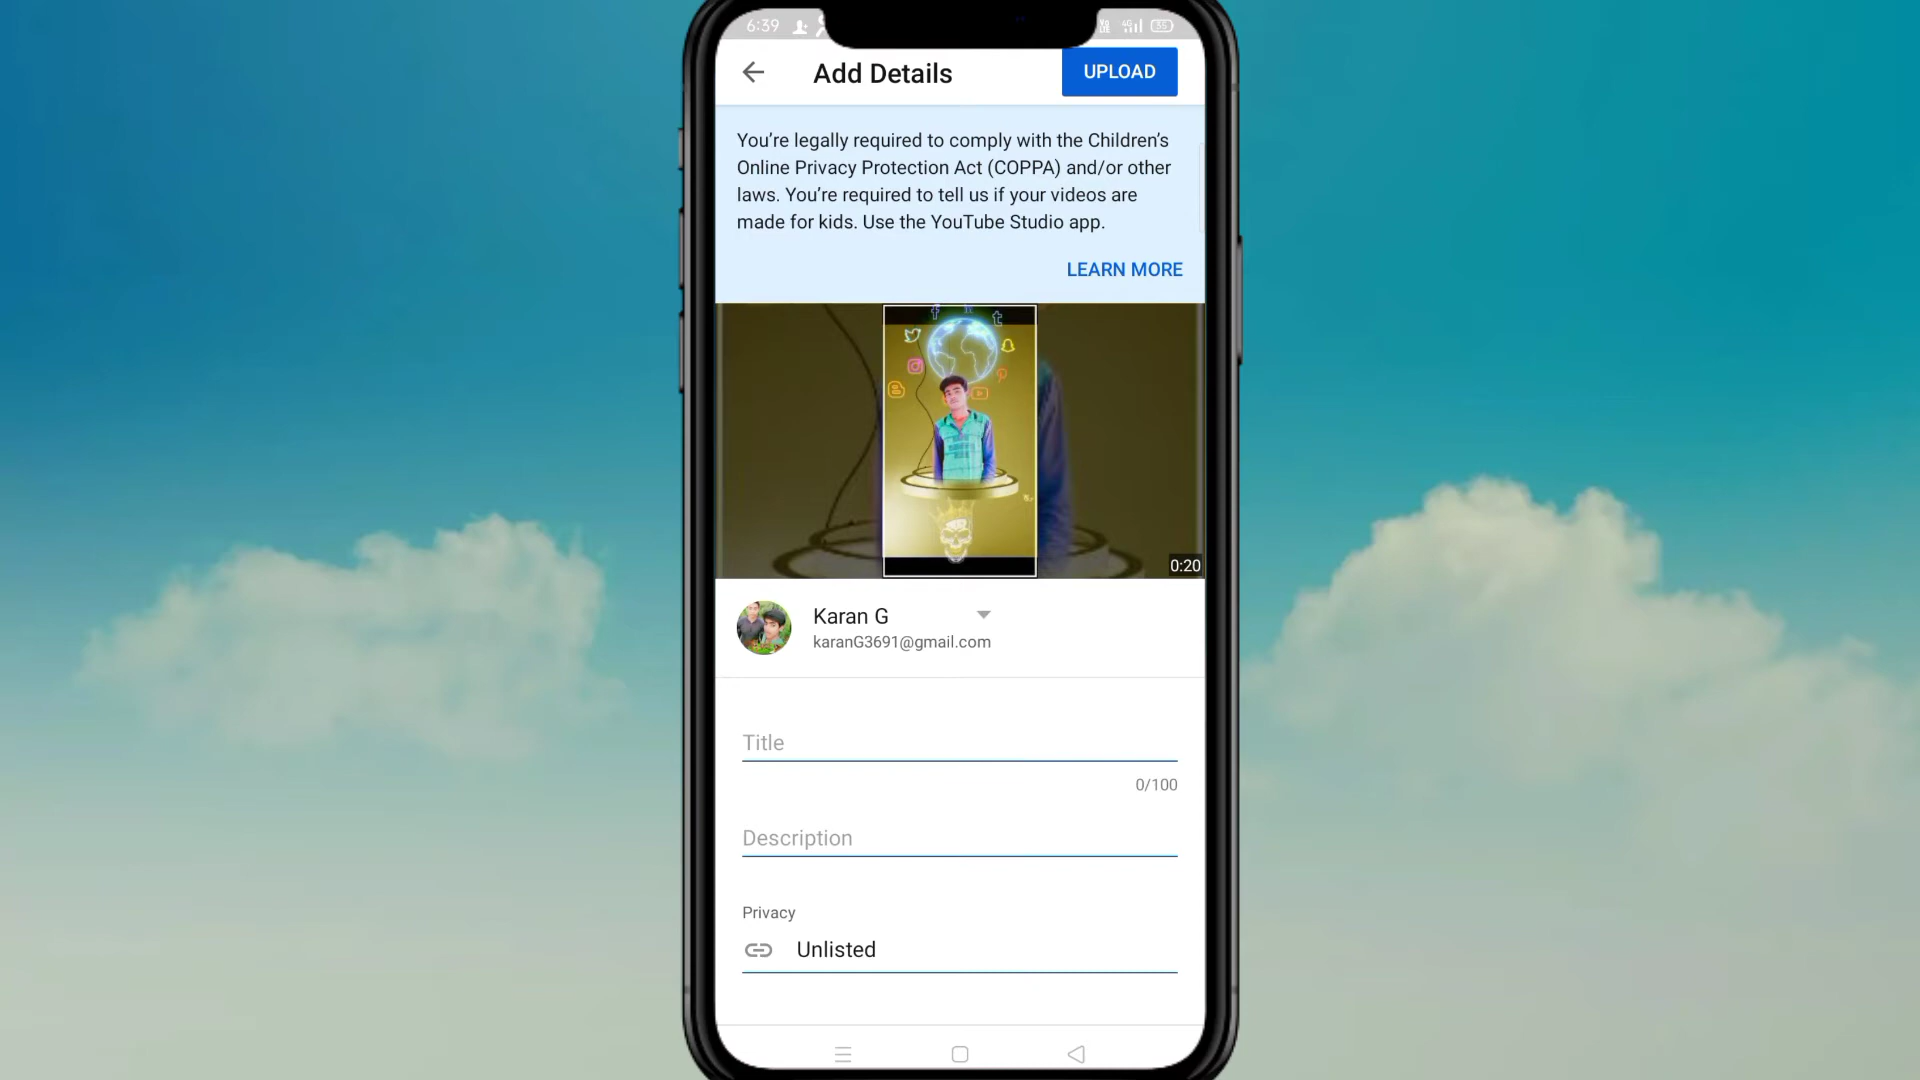 6:39
35
Add Details
UPLOAD
You're legally required to comply with the Children's
Online Privacy Protection Act (COPPA) and/or other
laws. You're required to tell us if your videos are
made for kids. Use the YouTube Studio app.
LEARN MORE
0:20
Karan G
karanG3691@gmail.com
Title
0/100
Description
Privacy
Unlisted